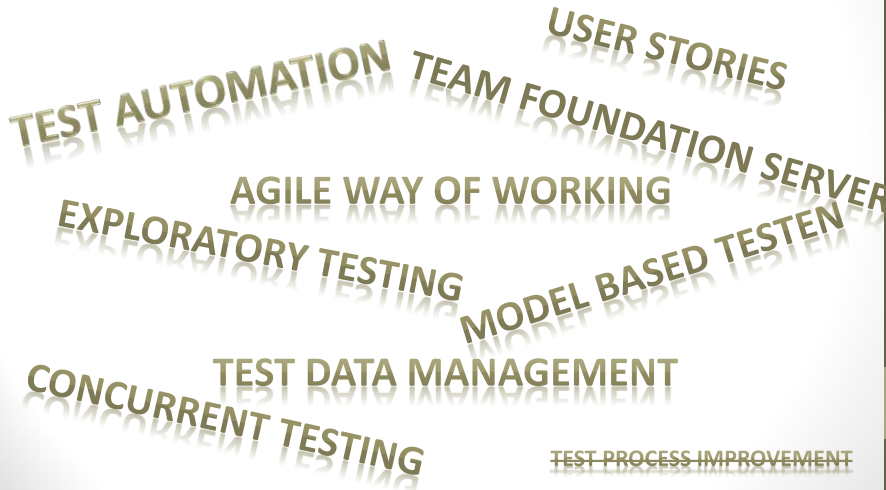 USER STORIES
TEST AUTOMATION
TEAM FOUNDATION SERVER
AGILE WAY OF WORKING
EXPLORATORY TESTING
MODEL BASED TESTEN
TEST DATA MANAGEMENT
CONCURRENT TESTING
TEST PROCESS IMPROVEMENT